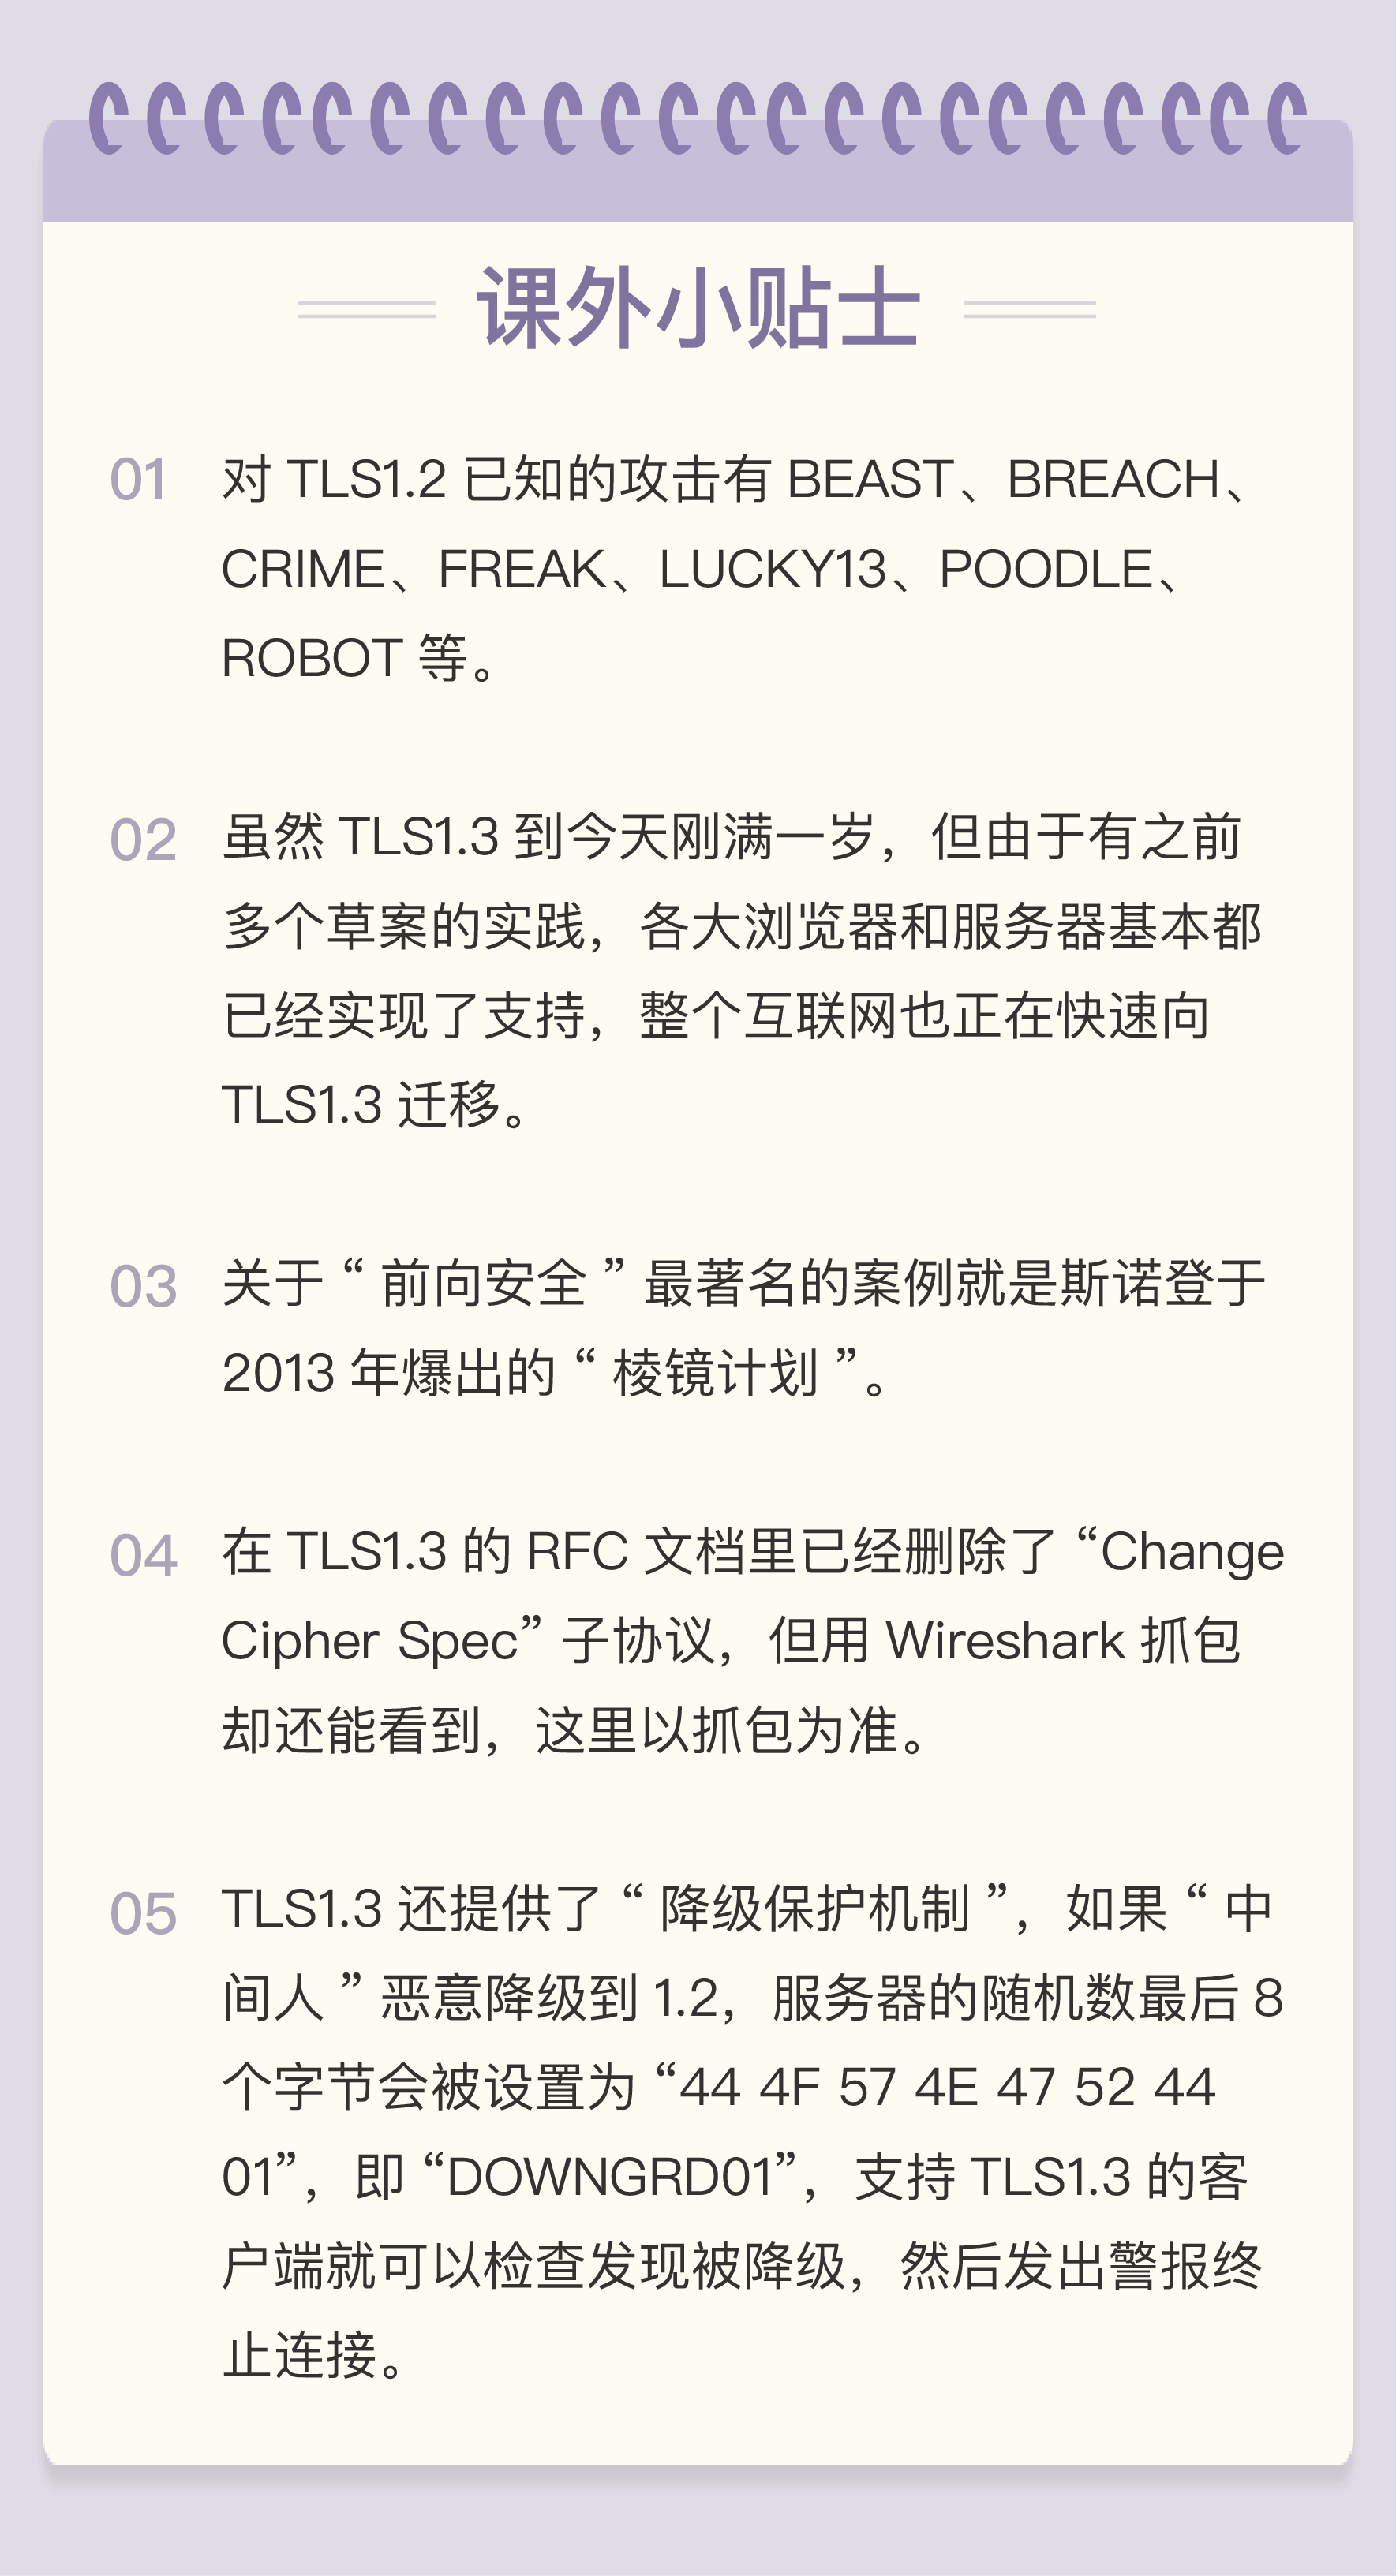 课外小贴士
01 对 TLS1.2 已知的攻击有 BEAST、BREACH、
CRIME、FREAK、LUCKY13、POODLE、
ROBOT 等。
02 虽然 TLS1.3 到今天刚满一岁，但由于有之前
多个草案的实践，各大浏览器和服务器基本都
已经实现了支持，整个互联网也正在快速向
TLS1.3 迁移。
03 关于 “ 前向安全 ” 最著名的案例就是斯诺登于
2013 年爆出的 “ 棱镜计划 ”。
04 在 TLS1.3 的 RFC 文档里已经删除了 “Change
Cipher Spec” 子协议，但用 Wireshark 抓包
却还能看到，这里以抓包为准。
05 TLS1.3 还提供了 “ 降级保护机制 ”，如果 “ 中
间人 ” 恶意降级到 1.2，服务器的随机数最后 8
个字节会被设置为 “44 4F 57 4E 47 52 44
01”，即 “DOWNGRD01”，支持 TLS1.3 的客
户端就可以检查发现被降级，然后发出警报终
止连接。